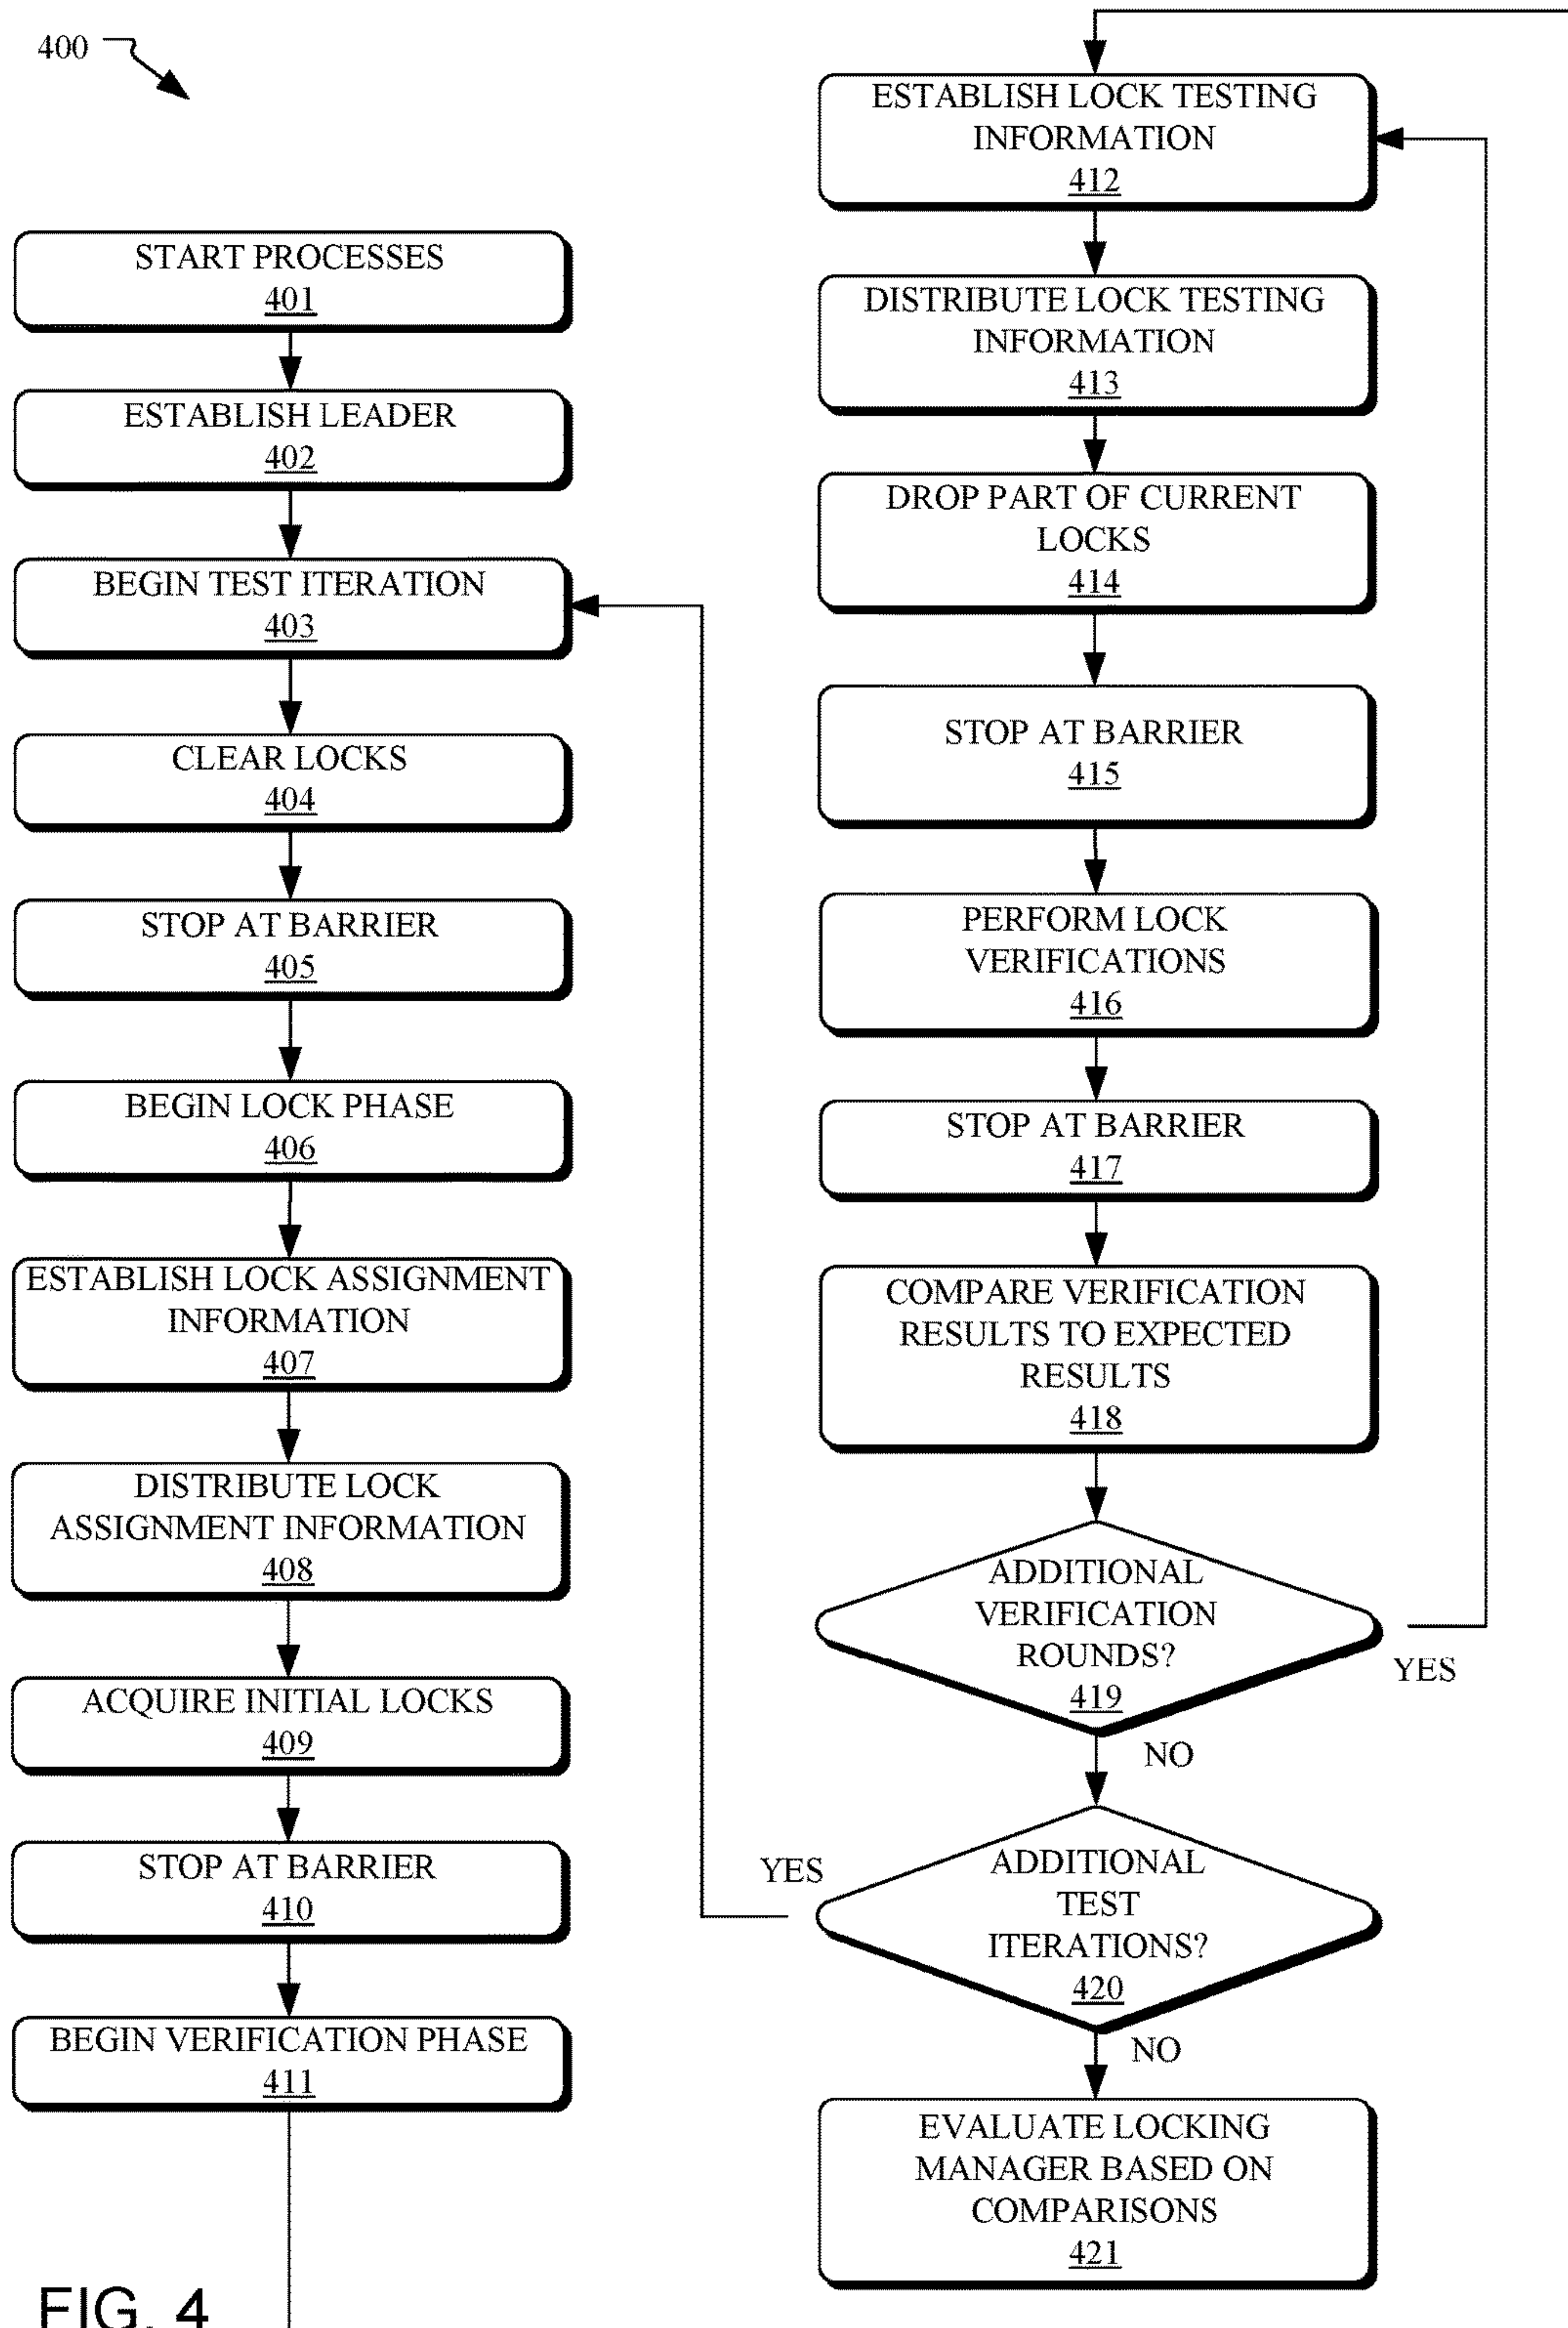 400
START PROCESSES
401
ESTABLISH LEADER
402
BEGIN TEST ITERATION
403
CLEAR LOCKS
404
STOP AT BARRIER
405
BEGIN LOCK PHASE
406
ESTABLISH LOCK ASSIGNMENT
INFORMATION
407
DISTRIBUTE LOCK
ASSIGNMENT INFORMATION
408
ACQUIRE INITIAL LOCKS
409
STOP AT BARRIER
410
BEGIN VERIFICATION PHASE
411
ESTABLISH LOCK TESTING
INFORMATION
412
DISTRIBUTE LOCK TESTING
INFORMATION
413
DROP PART OF CURRENT
LOCKS
414
STOP AT BARRIER
415
PERFORM LOCK
VERIFICATIONS
416
STOP AT BARRIER
417
COMPARE VERIFICATION
RESULTS TO EXPECTED
RESULTS
418
ADDITIONAL
VERIFICATION
ROUNDS?
419
YES
NO
ADDITIONAL
TEST
ITERATIONS?
420
YES
NO
EVALUATE LOCKING
MANAGER BASED ON
COMPARISONS
421
FIG. 4